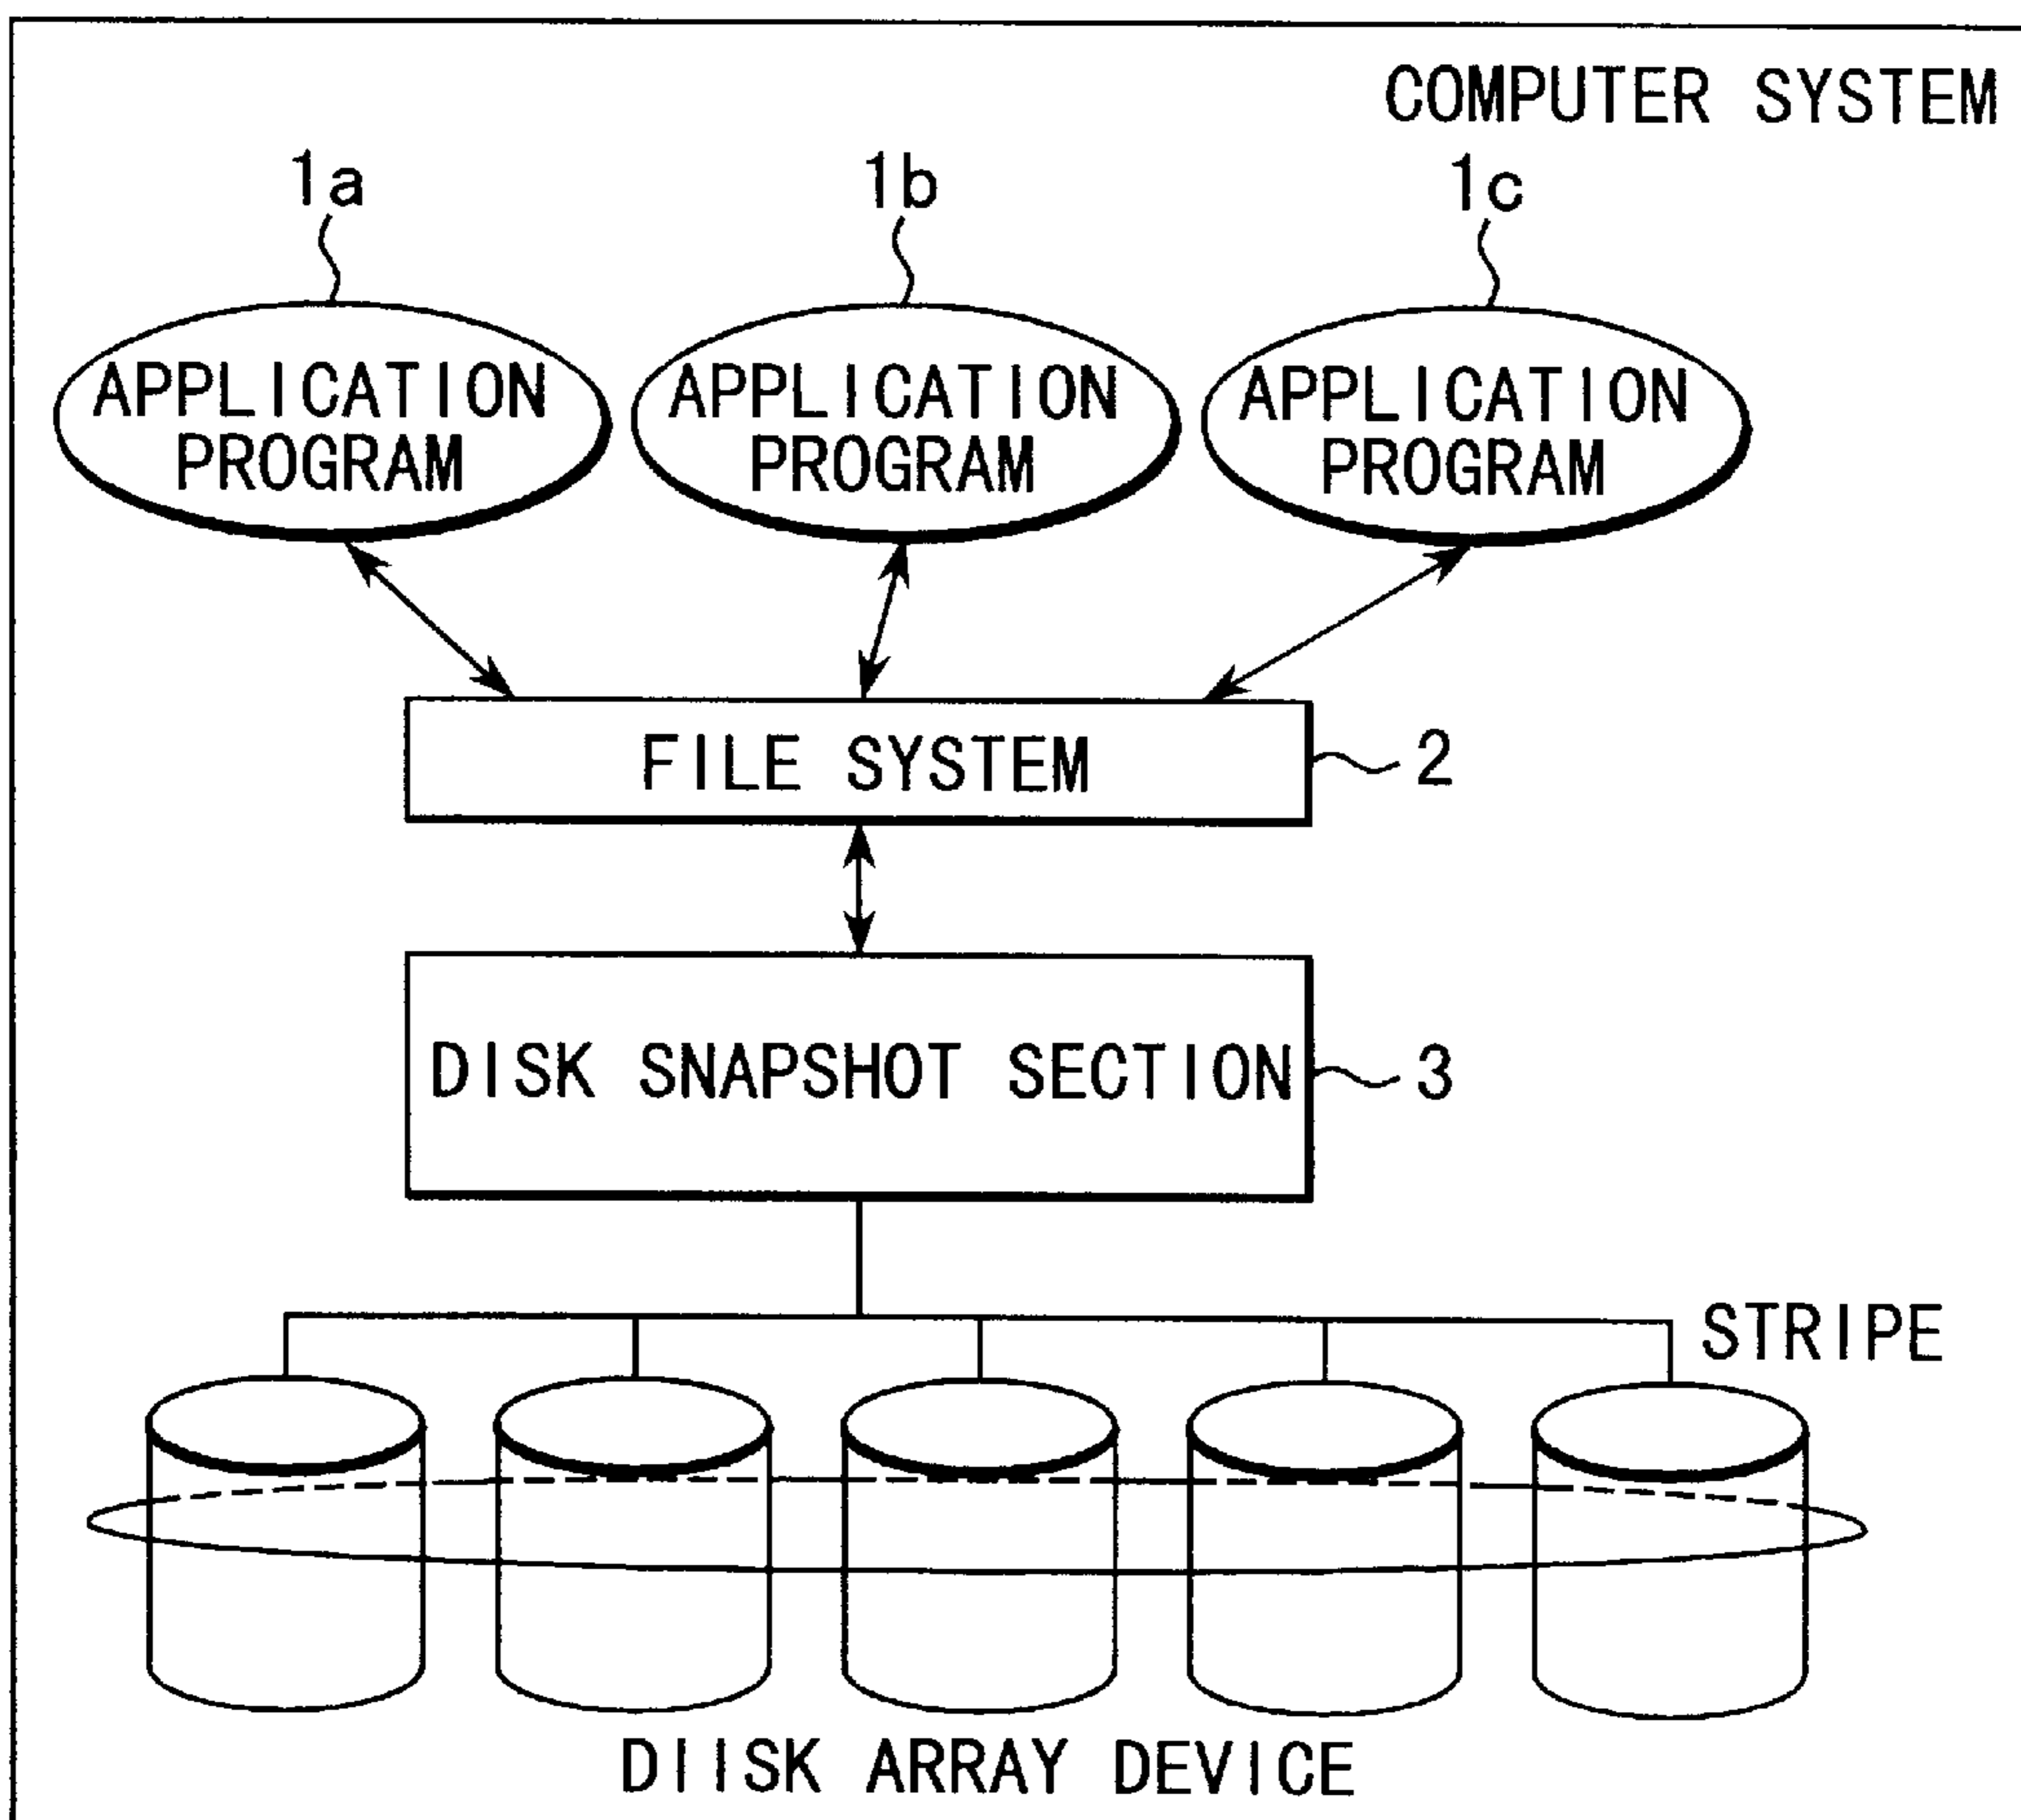 COMPUTER SYSTEM
1a
1b
1c
APPLICATION
PROGRAM
APPLICATION
PROGRAM
APPLICATION
PROGRAM
FILE SYSTEM
2
DISK SNAPSHOT SECTION
3
STRIPE
DIISK ARRAY DEVICE